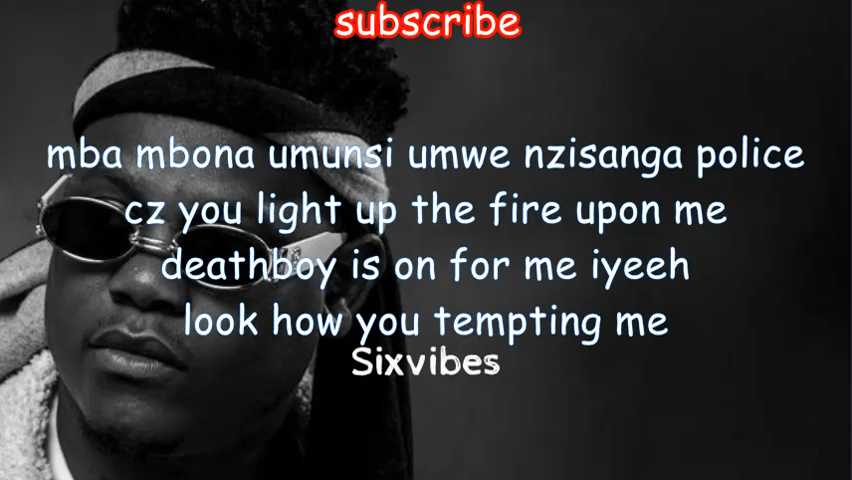 subscribe
mba mbona umunsi umwe nzisanga police
cz you light up the fire upon me
deathboy is on for me iyeeh
look how you tempting me
Sixvibes